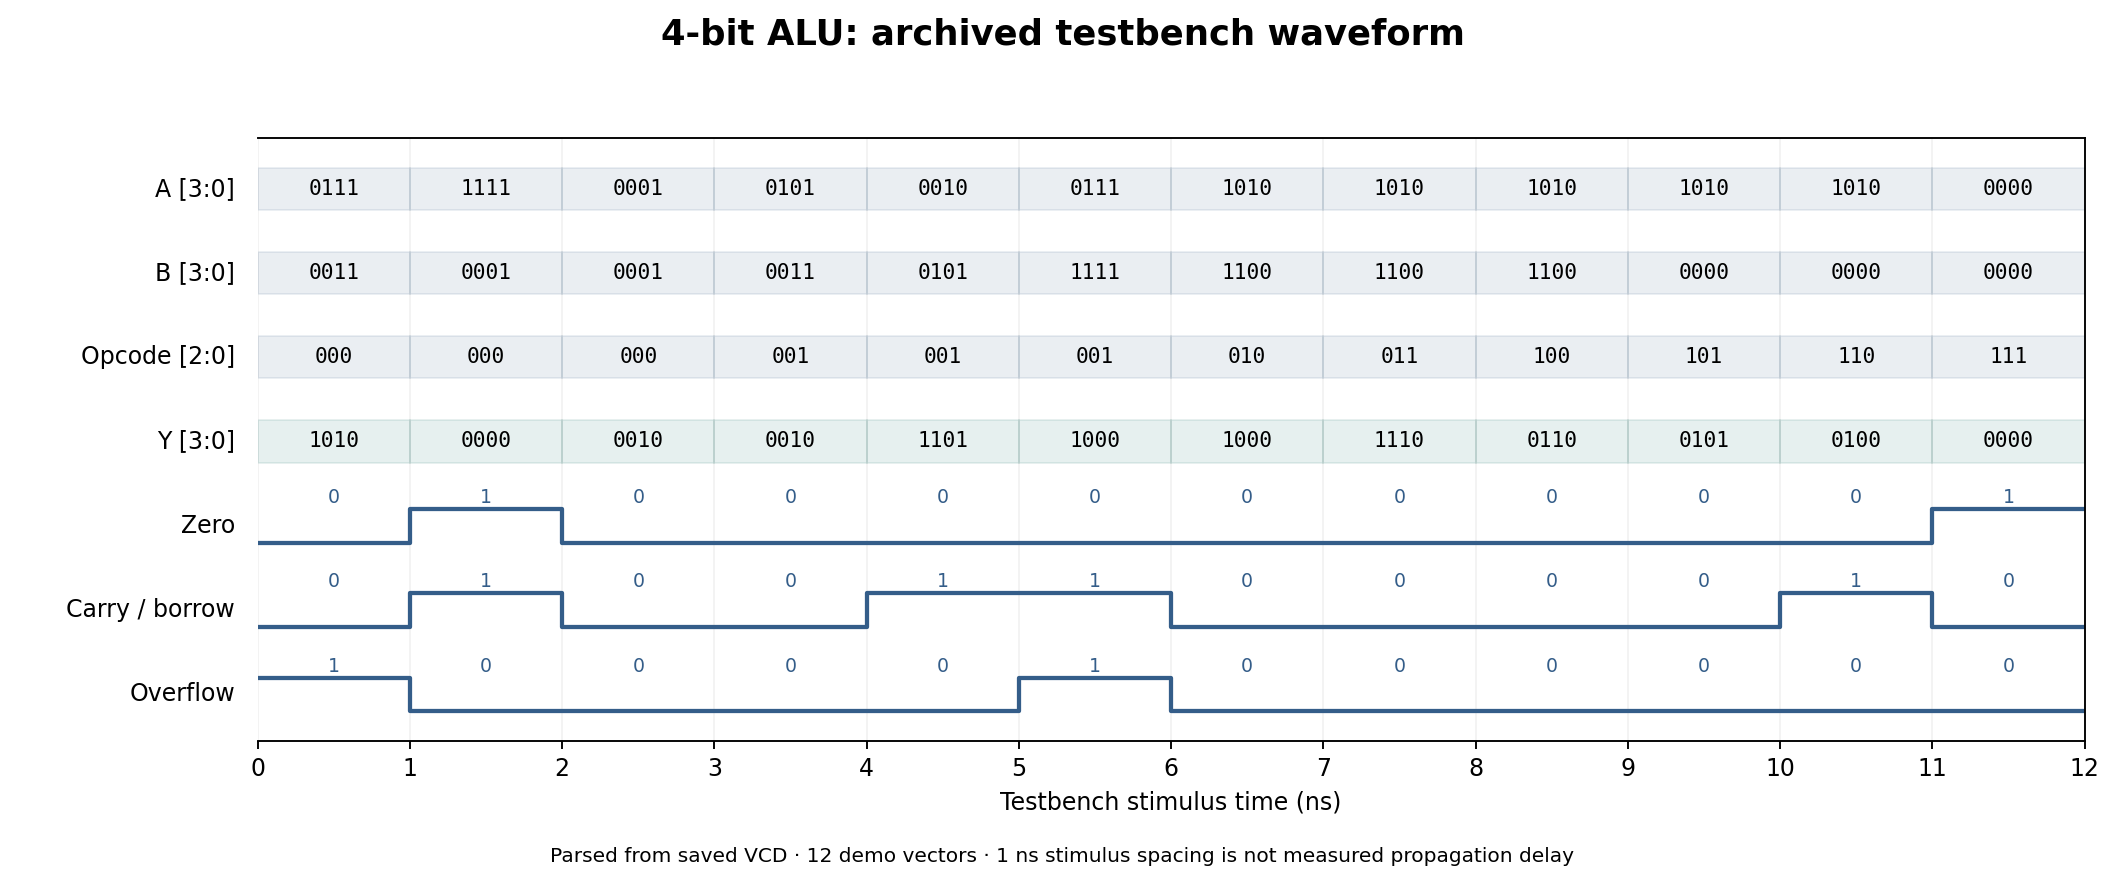 4-bit ALU: archived testbench waveform
A [3:0] 0111 1111 0001 0101 0010 0111 1010 1010 1010 1010 1010 0000
B [3:0] 0011 0001 0001 0011 0101 1111 1100 1100 1100 0000 0000 0000
Opcode [2:0] 000 000 000 001 001 001 010 011 100 101 110 111
Y [3:0] 1010 0000 0010 0010 1101 1000 1000 1110 0110 0101 0100 0000
0 1 0 0 0 0 0 0 0 0 0 1
Zero
0 1 0 0 1 1 0 0 0 0 1 0
Carry / borrow
1 0 0 0 0 1 0 0 0 0 0 0
Overflow
0 1 2 3 4 5 6 7 8 9 10 11 12
Testbench stimulus time (ns)
Parsed from saved VCD · 12 demo vectors · 1 ns stimulus spacing is not measured propagation delay